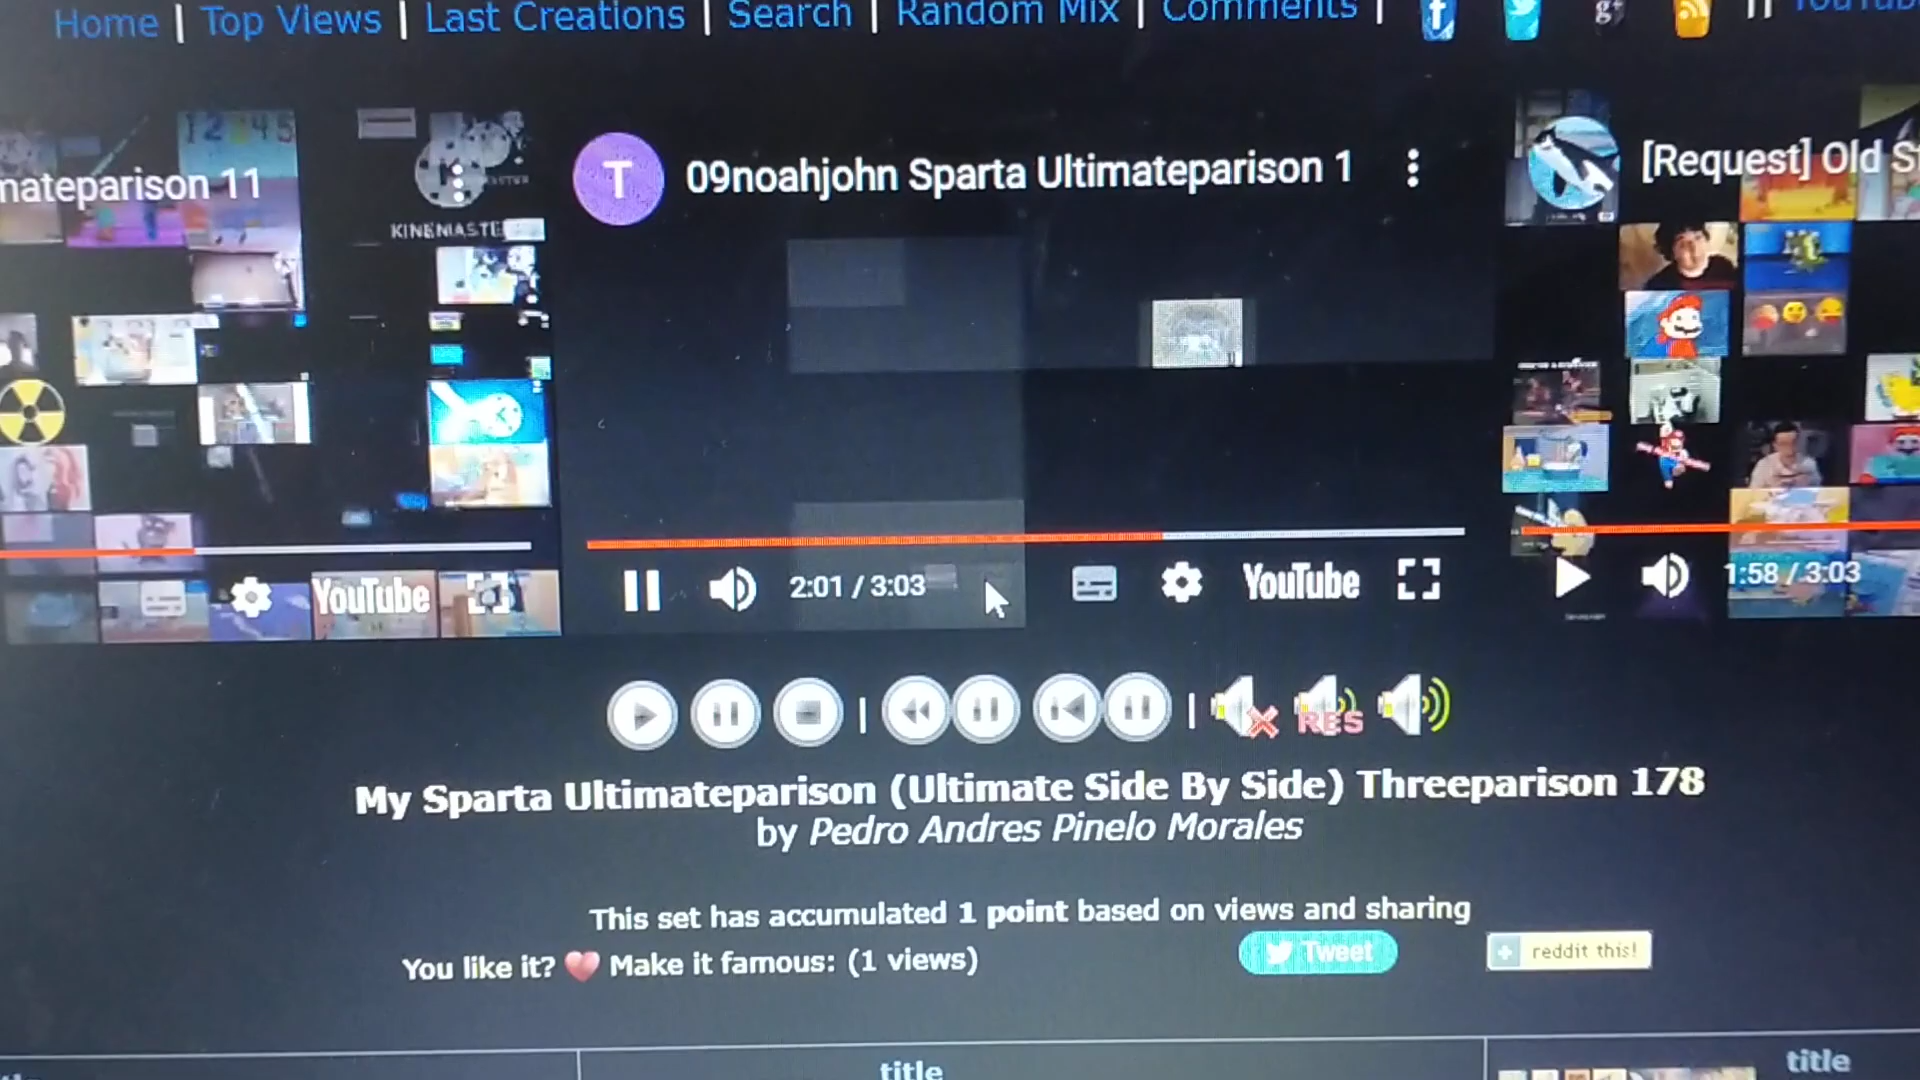 Home | Top Views | Last Creations | Search | Random Mix | Comments |
12 45
mateparison 11
KINEMASTE
T 09noahjohn Sparta Ultimateparison 1
[Request] Old S
YouTube
2:01 / 3:03
YouTube
1:58 / 3:03
RES
My Sparta Ultimateparison (Ultimate Side By Side) Threeparison 178
by Pedro Andres Pinelo Morales
This set has accumulated 1 point based on views and sharing
You like it? Make it famous: (1 views)
Tweet
reddit this!
title
title